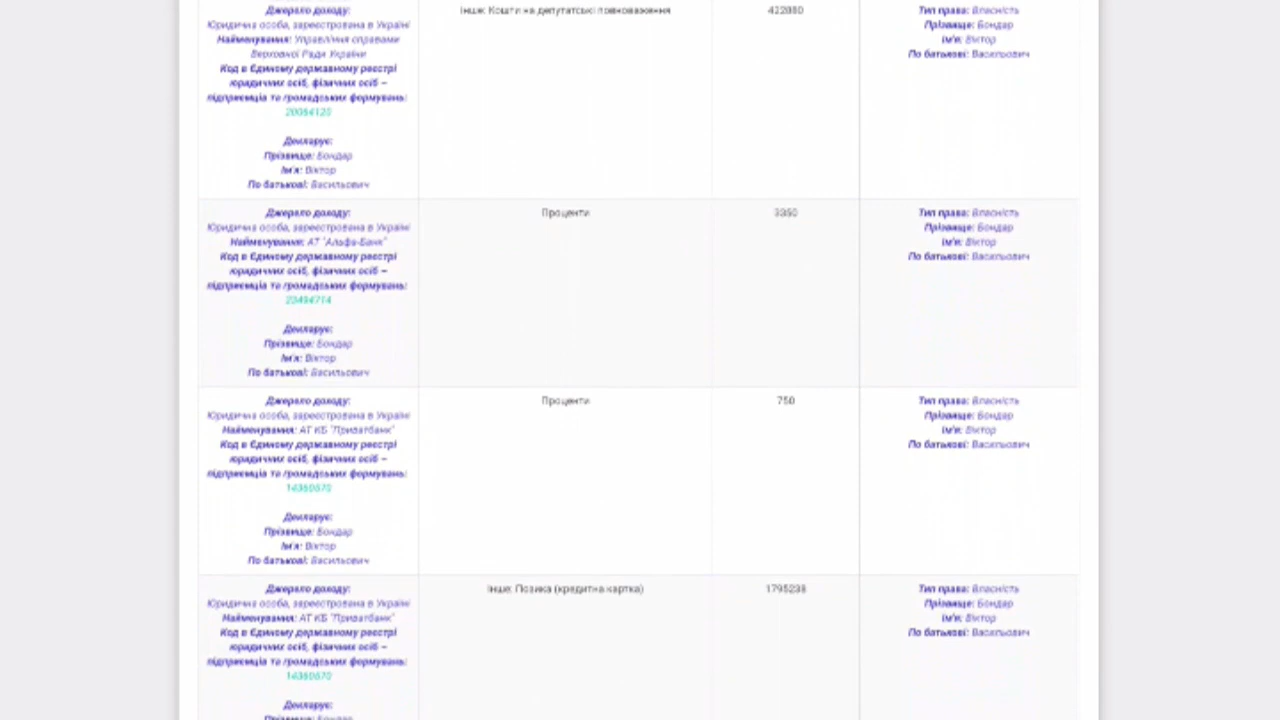 Джерело доходу:
Юридична особа, зареєстрована в Україні
Найменування: Управління справами
Верховної Ради України
Код в Єдиному державному реєстрі
юридичних осіб, фізичних осіб –
підприємців та громадських формувань:
20064120
Декларує:
Прізвище: Бондар
Ім'я: Віктор
По батькові: Васильович
Інше: Кошти на депутатські повноваження
422880
Тип права: Власність
Прізвище: Бондар
Ім'я: Віктор
По батькові: Васильович
Джерело доходу:
Юридична особа, зареєстрована в Україні
Найменування: АТ "Альфа-Банк"
Код в Єдиному державному реєстрі
юридичних осіб, фізичних осіб –
підприємців та громадських формувань:
23494714
Декларує:
Прізвище: Бондар
Ім'я: Віктор
По батькові: Васильович
Проценти
3350
Тип права: Власність
Прізвище: Бондар
Ім'я: Віктор
По батькові: Васильович
Джерело доходу:
Юридична особа, зареєстрована в Україні
Найменування: АТ КБ "Приватбанк"
Код в Єдиному державному реєстрі
юридичних осіб, фізичних осіб –
підприємців та громадських формувань:
14360570
Декларує:
Прізвище: Бондар
Ім'я: Віктор
По батькові: Васильович
Проценти
750
Тип права: Власність
Прізвище: Бондар
Ім'я: Віктор
По батькові: Васильович
Джерело доходу:
Юридична особа, зареєстрована в Україні
Найменування: АТ КБ "Приватбанк"
Код в Єдиному державному реєстрі
юридичних осіб, фізичних осіб –
підприємців та громадських формувань:
14360570
Декларує:
Прізвище: Бондар
Інше: Позика (кредитна картка)
1795238
Тип права: Власність
Прізвище: Бондар
Ім'я: Віктор
По батькові: Васильович